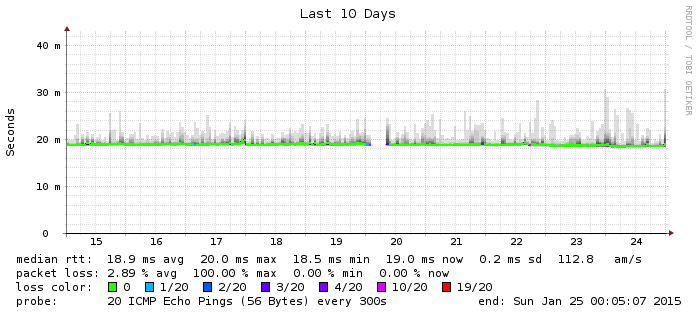 Last 10 Days
RRDTOOL / TOBI OETIKER
Seconds
40 m
30 m
20 m
10 m
0
15 16 17 18 19 20 21 22 23 24
median rtt: 18.9 ms avg 20.0 ms max 18.5 ms min 19.0 ms now 0.2 ms sd 112.8 am/s
packet loss: 2.89 % avg 100.00 % max 0.00 % min 0.00 % now
loss color: 0 1/20 2/20 3/20 4/20 10/20 19/20
probe: 20 ICMP Echo Pings (56 Bytes) every 300s end: Sun Jan 25 00:05:07 2015